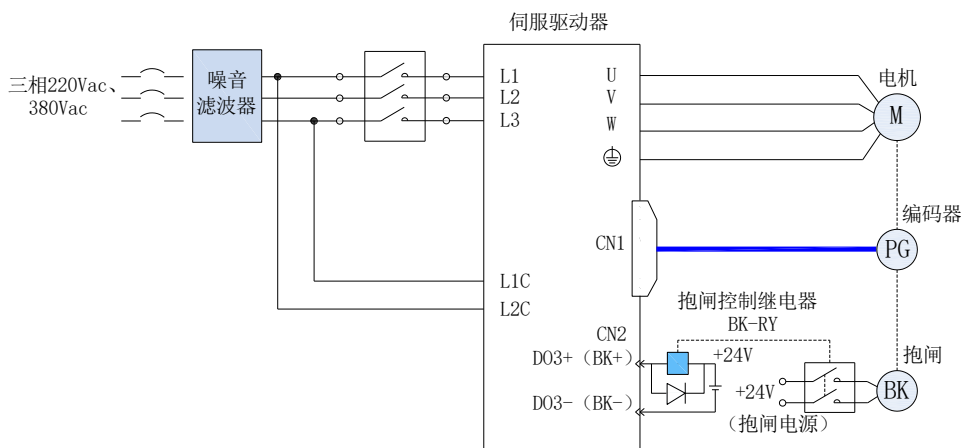 伺服驱动器
三相220Vac、
380Vac
噪音
滤波器
L1
L2
L3
U
V
W
电机
M
编码器
CN1
PG
L1C
L2C
抱闸控制继电器
BK-RY
CN2
DO3+（BK+）
+24V
抱闸
+24V
BK
DO3-（BK-）
（抱闸电源）